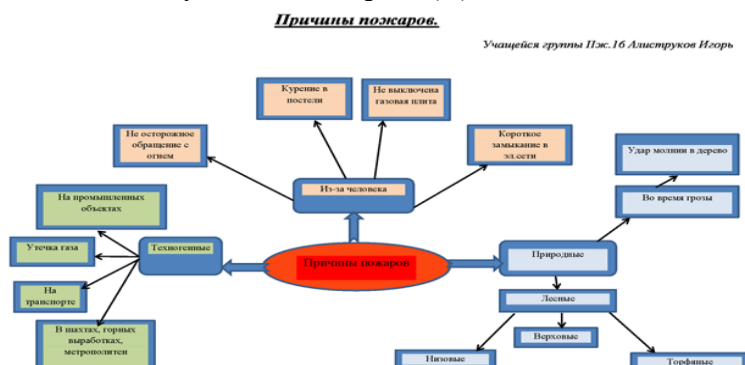 Причины пожаров.
Учащейся группы Пж.16 Алиструков Игорь
Курение в
постели
Не выключена
газовая плита
Не осторожное
обращение с
огнем
Короткое
замыкание в
эл.сети
Удар молнии в дерево
Из-за человека
Во время грозы
На промышленных
объектах
Утечка газа
Техногенные
Причины пожаров
Природные
На
транспорте
Лесные
В шахтах, горных
выработках,
метрополитен
Верховые
Низовые
Торфяные